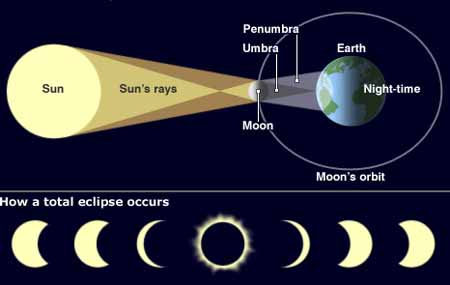 Penumbra
Umbra
Earth
Sun
Sun's rays
Night-time
Moon
Moon's orbit
How a total eclipse occurs